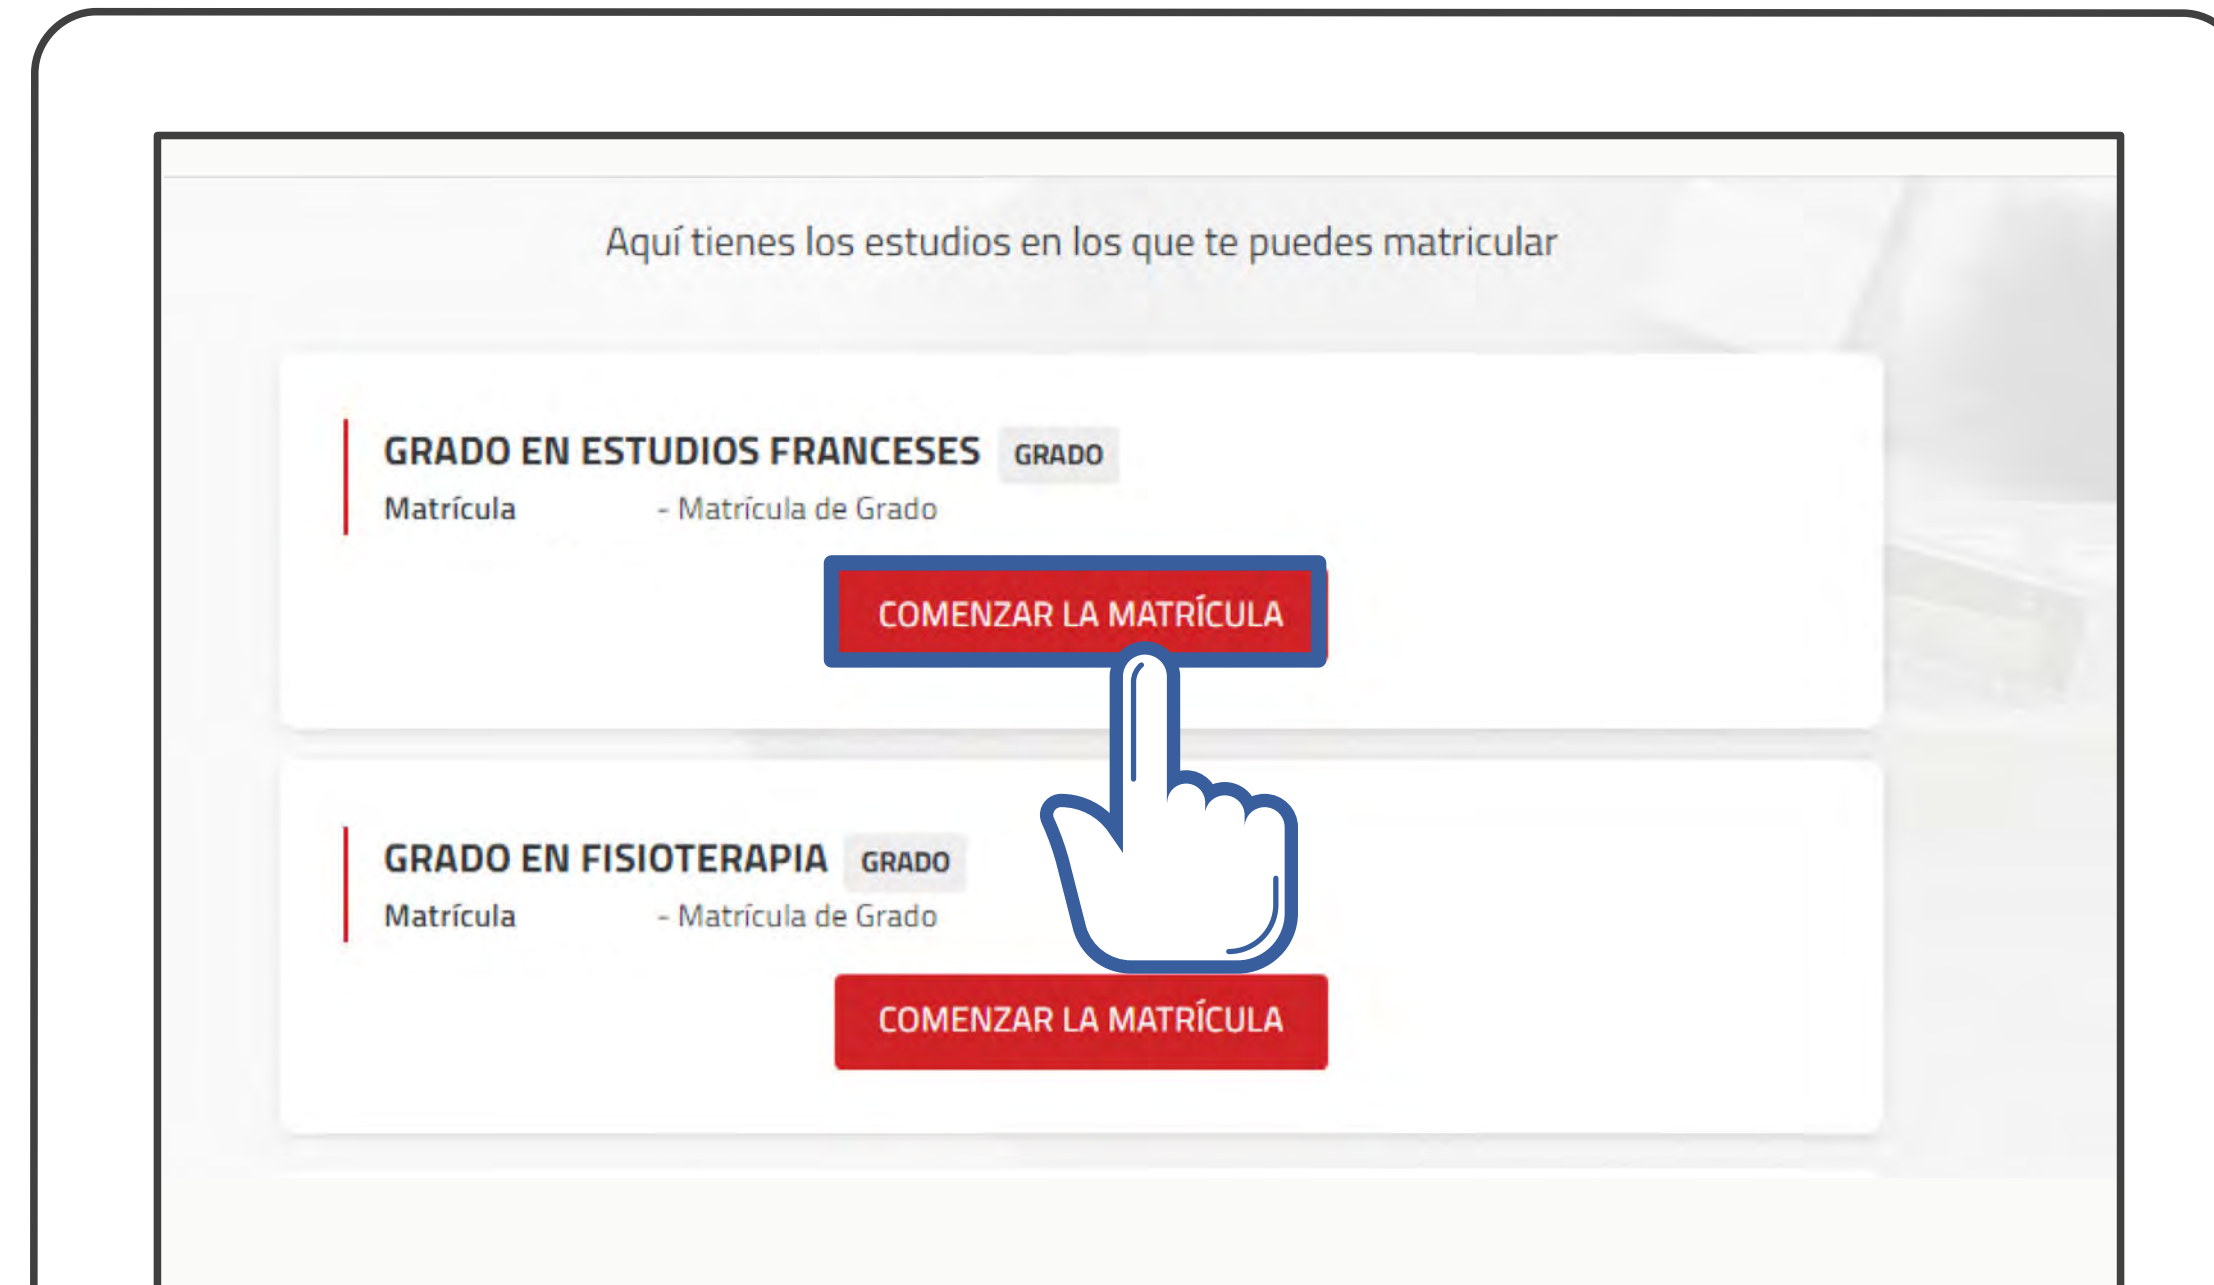 Aquí tienes los estudios en los que te puedes matricular
GRADO EN ESTUDIOS FRANCESES GRADO
Matrícula - Matrícula de Grado
COMENZAR LA MATRÍCULA
GRADO EN FISIOTERAPIA GRADO
Matrícula - Matrícula de Grado
COMENZAR LA MATRÍCULA